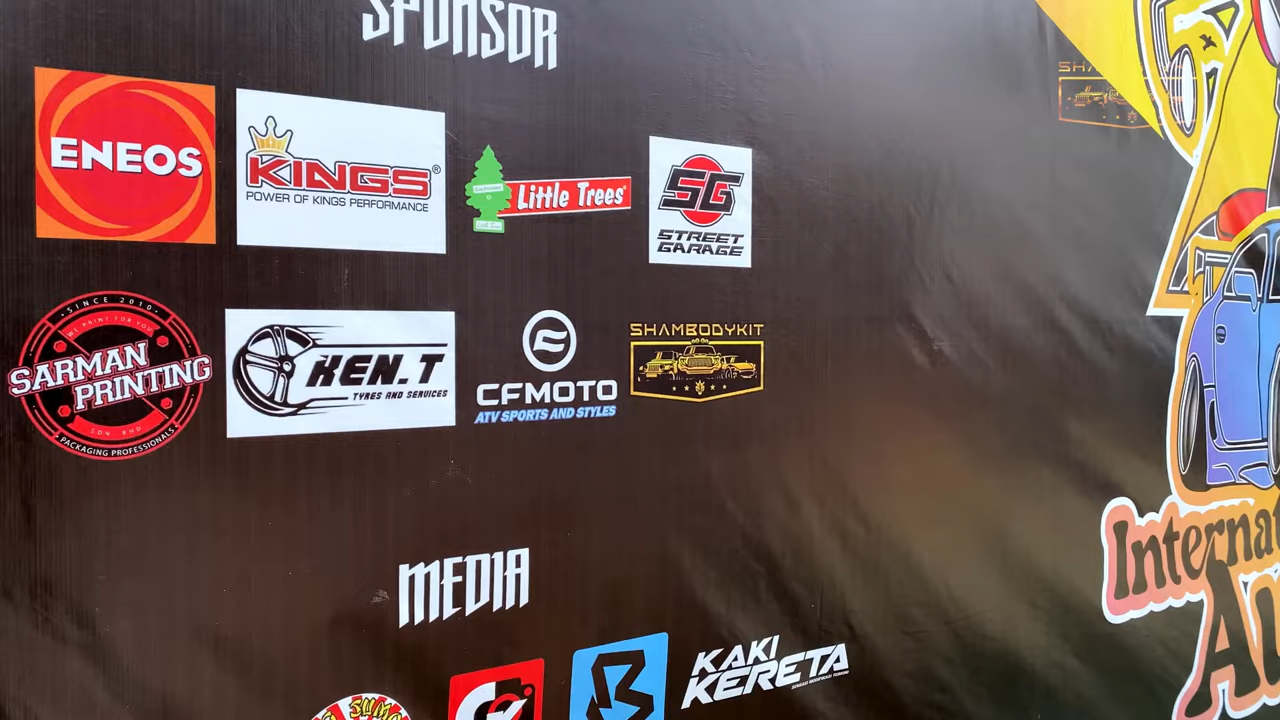 SPONSOR
ENEOS
KINGS®
POWER OF KINGS PERFORMANCE
LITTLE TREES
SG
STREET
GARAGE
SINCE 2010
WE PRINT FOR YOU
SARMAN
PRINTING
SDN BHD
PACKAGING PROFESSIONALS
KEN.T
TYRES AND SERVICES
CFMOTO
ATV SPORTS AND STYLES
SHAMBODYKIT
MEDIA
KAKI
KERETA
SUMO
Internat
Au